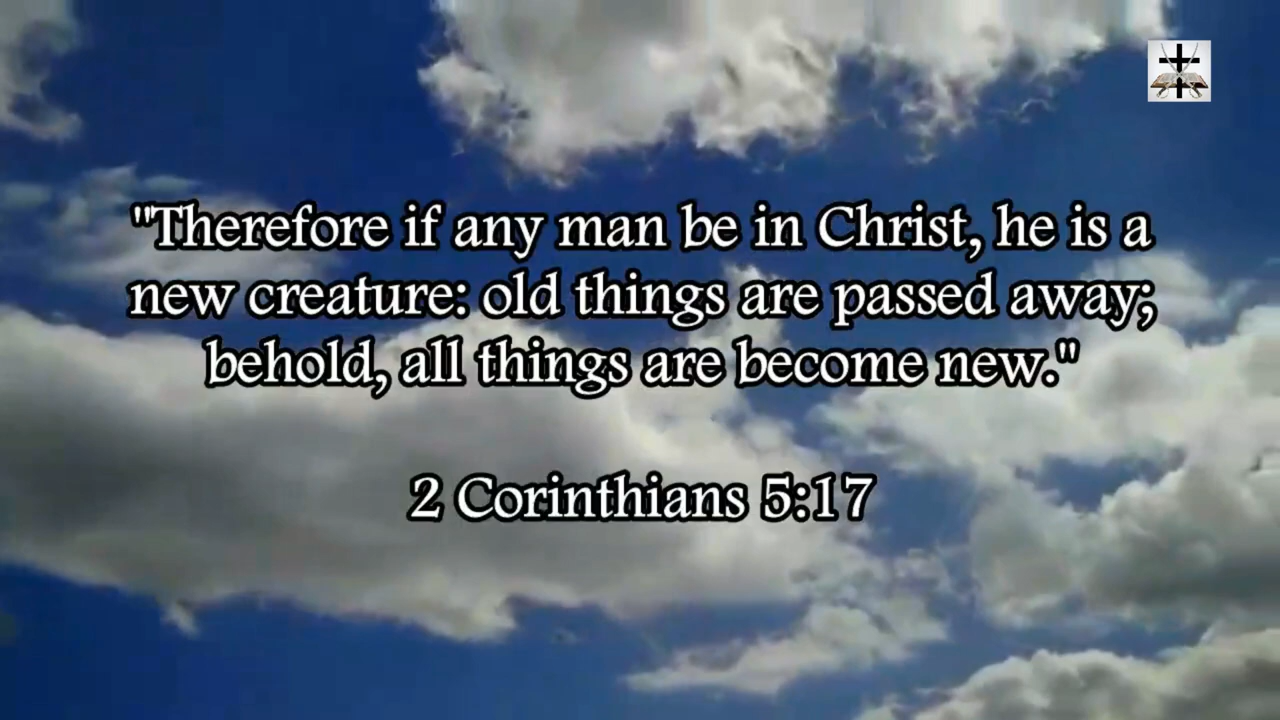 "Therefore if any man be in Christ, he is a
new creature: old things are passed away;
behold, all things are become new."
2 Corinthians 5:17